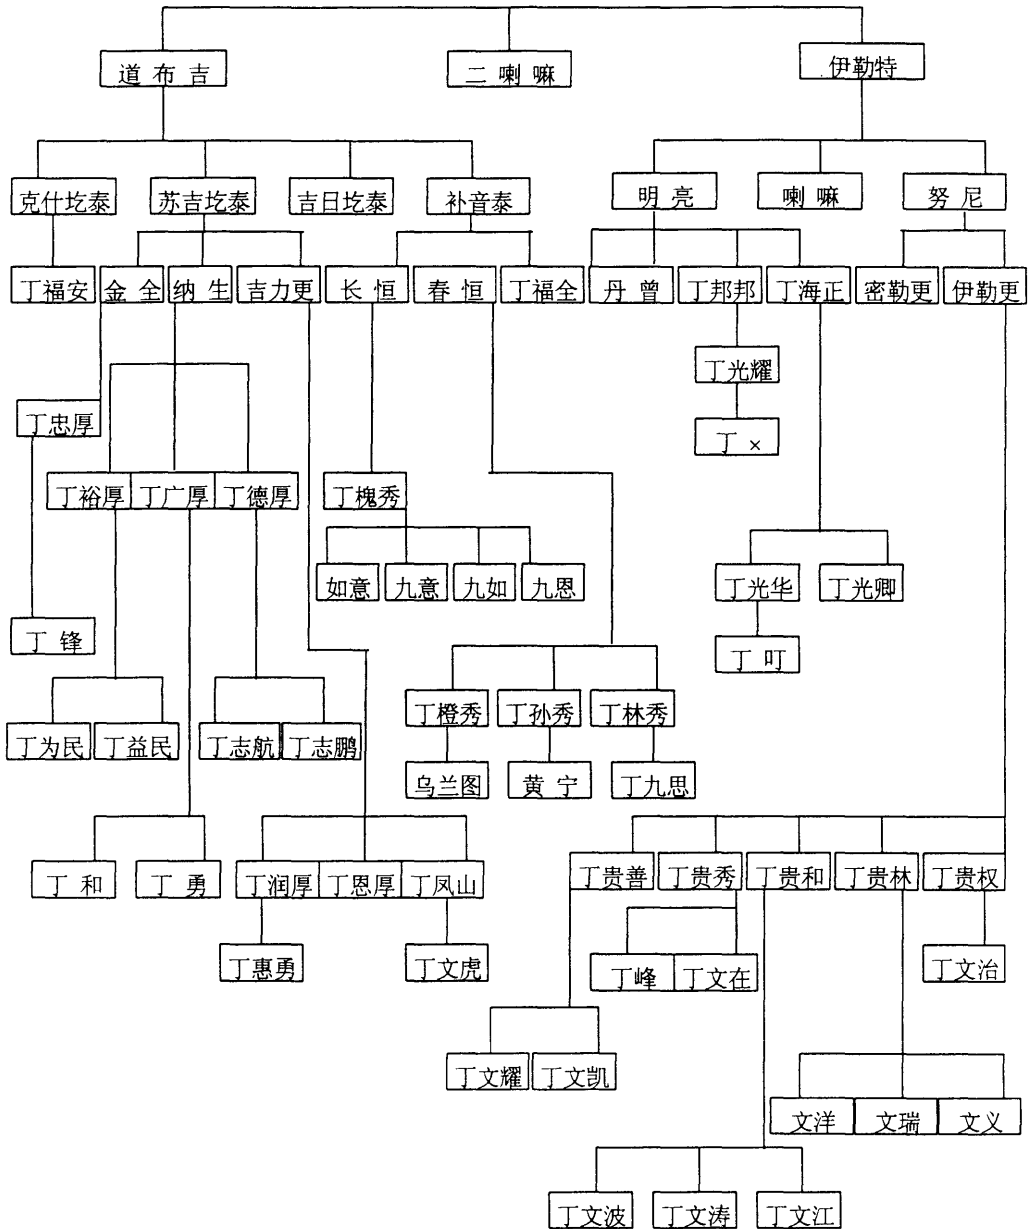 道布吉 二喇嘛 伊勒特
克什圪泰 苏吉圪泰 吉日圪泰 补音泰 明亮 喇嘛 努尼
丁福安 金全 纳生 吉力更 长恒 春恒 丁福全 丹曾 丁邦邦 丁海正 密勒更 伊勒更
丁光耀
丁忠厚
丁×
丁裕厚 丁广厚 丁德厚 丁槐秀
如意 九意 九如 九恩 丁光华 丁光卿
丁锋
丁叮
丁橙秀 丁孙秀 丁林秀
丁为民 丁益民 丁志航 丁志鹏
乌兰图 黄宁 丁九思
丁和 丁勇 丁润厚 丁恩厚 丁凤山 丁贵善 丁贵秀 丁贵和 丁贵林 丁贵权
丁惠勇 丁文虎 丁峰 丁文在 丁文治
丁文耀 丁文凯
文洋 文瑞 文义
丁文波 丁文涛 丁文江